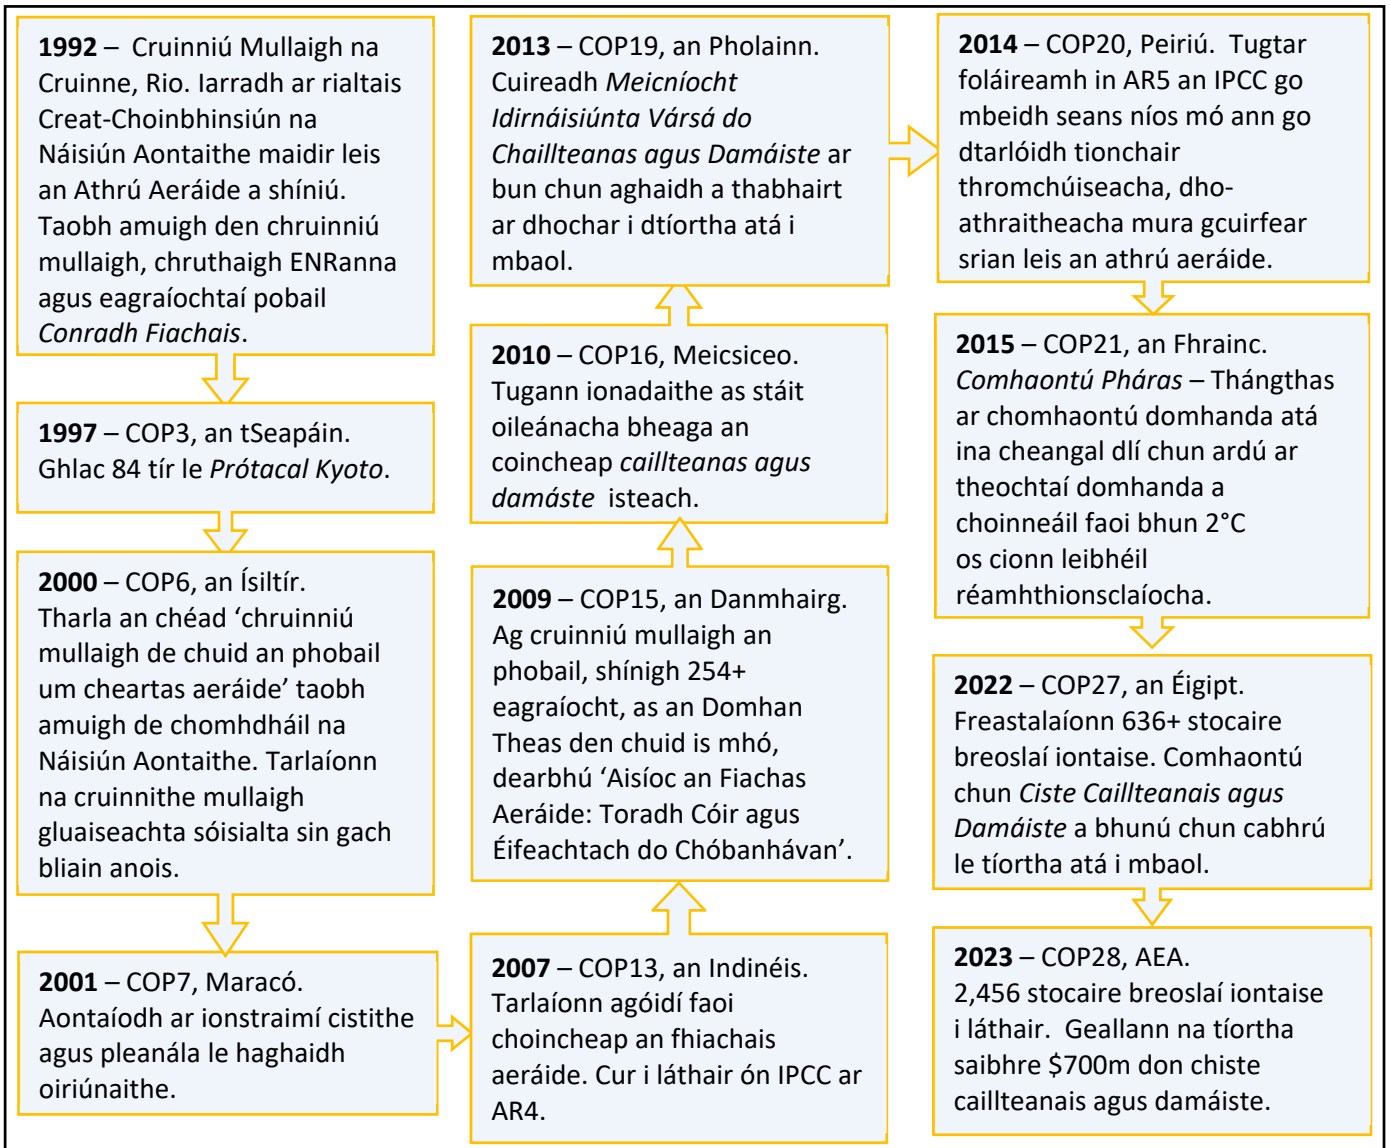 1992 –  Cruinniú Mullaigh na
Cruinne, Rio. Iarradh ar rialtais
Creat-Choinbhinsiún na
Náisiún Aontaithe maidir leis
an Athrú Aeráide a shíniú.
Taobh amuigh den chruinniú
mullaigh, chruthaigh ENRanna
agus eagraíochtaí pobail
Conradh Fiachais.
1997 – COP3, an tSeapáin.
Ghlac 84 tír le Prótacal Kyoto.
2000 – COP6, an Ísiltír.
Tharla an chéad ‘chruinniú
mullaigh de chuid an phobail
um cheartas aeráide’ taobh
amuigh de chomhdháil na
Náisiún Aontaithe. Tarlaíonn
na cruinnithe mullaigh
gluaiseachta sóisialta sin gach
bliain anois.
2001 – COP7, Maracó.
Aontaíodh ar ionstraimí cistithe
agus pleanála le haghaidh
oiriúnaithe.
2007 – COP13, an Indinéis.
Tarlaíonn agóidí faoi
choincheap an fhiachais
aeráide. Cur i láthair ón IPCC ar
AR4.
2009 – COP15, an Danmhairg.
Ag cruinniú mullaigh an
phobail, shínigh 254+
eagraíocht, as an Domhan
Theas den chuid is mhó,
dearbhú ‘Aisíoc an Fiachas
Aeráide: Toradh Cóir agus
Éifeachtach do Chóbanhávan’.
2010 – COP16, Meicsiceo.
Tugann ionadaithe as stáit
oileánacha bheaga an
coincheap caillteanas agus
damáste  isteach.
2013 – COP19, an Pholainn.
Cuireadh Meicníocht
Idirnáisiúnta Vársá do
Chaillteanas agus Damáiste ar
bun chun aghaidh a thabhairt
ar dhochar i dtíortha atá i
mbaol.
2014 – COP20, Peiriú.  Tugtar
foláireamh in AR5 an IPCC go
mbeidh seans níos mó ann go
dtarlóidh tionchair
thromchúiseacha, dho-
athraitheacha mura gcuirfear
srian leis an athrú aeráide.
2015 – COP21, an Fhrainc.
Comhaontú Pháras – Thángthas
ar chomhaontú domhanda atá
ina cheangal dlí chun ardú ar
theochtaí domhanda a
choinneáil faoi bhun 2°C
os cionn leibhéil
réamhthionsclaíocha.
2022 – COP27, an Éigipt.
Freastalaíonn 636+ stocaire
breoslaí iontaise. Comhaontú
chun Ciste Caillteanais agus
Damáiste a bhunú chun cabhrú
le tíortha atá i mbaol.
2023 – COP28, AEA.
2,456 stocaire breoslaí iontaise
i láthair.  Geallann na tíortha
saibhre $700m don chiste
caillteanais agus damáiste.